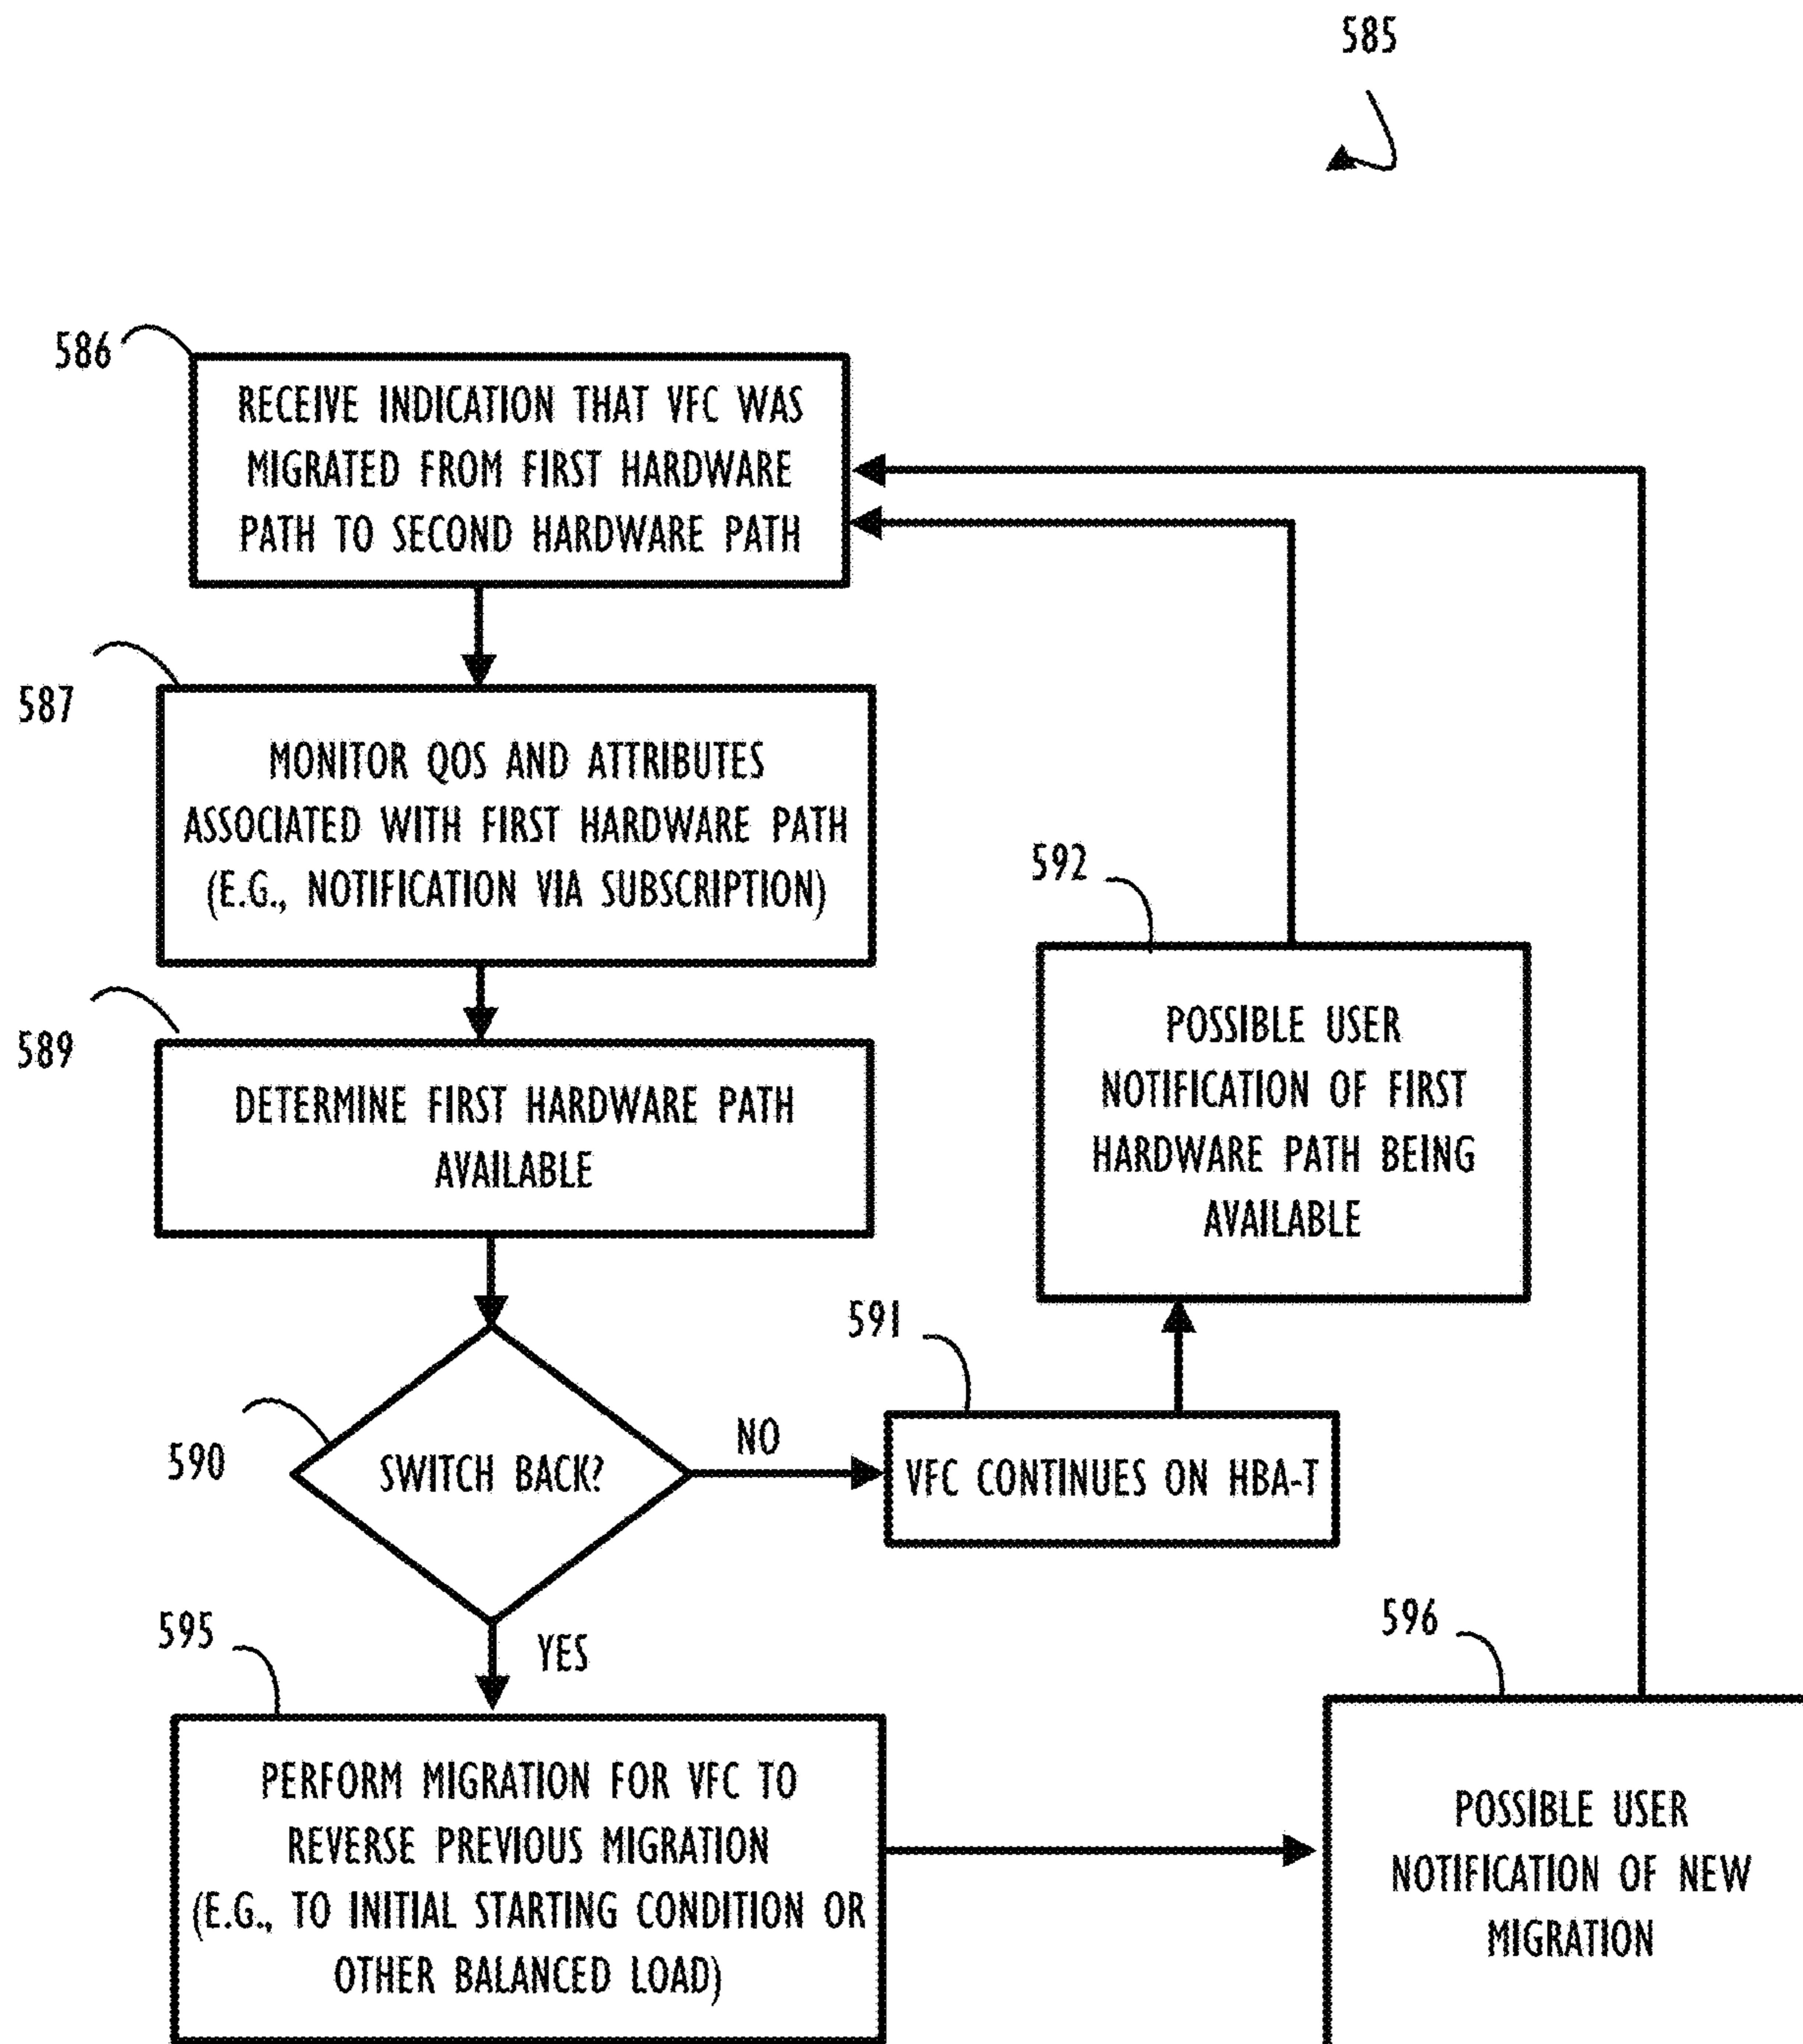 585
586
RECEIVE INDICATION THAT VFC WAS
MIGRATED FROM FIRST HARDWARE
PATH TO SECOND HARDWARE PATH
587
MONITOR QOS AND ATTRIBUTES
ASSOCIATED WITH FIRST HARDWARE PATH
(E.G., NOTIFICATION VIA SUBSCRIPTION)
589
DETERMINE FIRST HARDWARE PATH
AVAILABLE
592
POSSIBLE USER
NOTIFICATION OF FIRST
HARDWARE PATH BEING
AVAILABLE
590
SWITCH BACK?
NO
591
VFC CONTINUES ON HBA-T
YES
595
PERFORM MIGRATION FOR VFC TO
REVERSE PREVIOUS MIGRATION
(E.G., TO INITIAL STARTING CONDITION OR
OTHER BALANCED LOAD)
596
POSSIBLE USER
NOTIFICATION OF NEW
MIGRATION